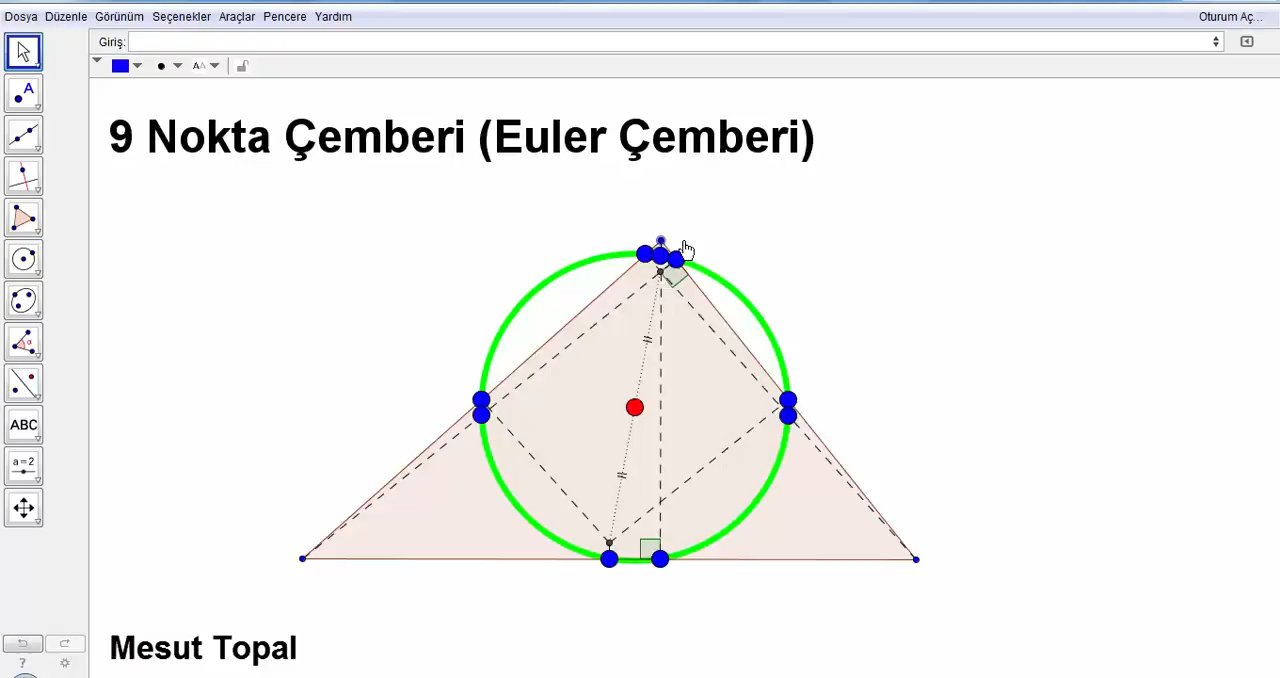 Dosya Düzenle Görünüm Seçenekler Araçlar Pencere Yardım Oturum Aç...
Giriş:
AA
A
9 Nokta Çemberi (Euler Çemberi)
α
ABC
a=2
Mesut Topal
?